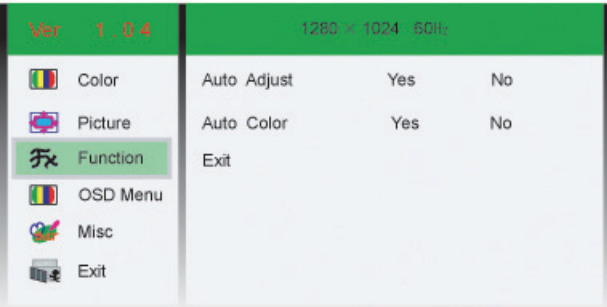 Ver 1.04
1280 × 1024 60Hz
Color
Picture
Function
OSD Menu
Misc
Exit
Auto Adjust Yes No
Auto Color Yes No
Exit